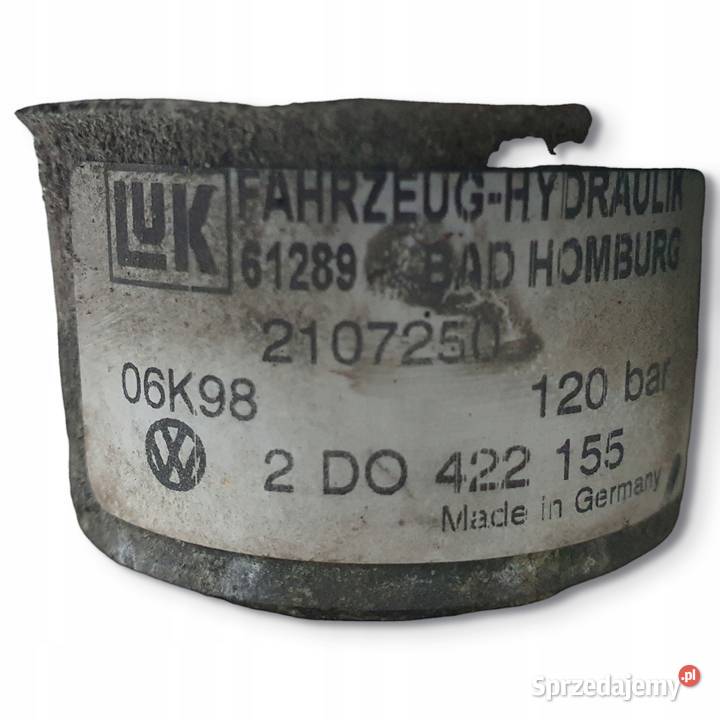 LUK FAHRZEUG-HYDRAULIK
61289 BAD HOMBURG
2107250
06K98 120 bar
VW 2 DO 422 155
Made in Germany
Sprzedajemy.pl